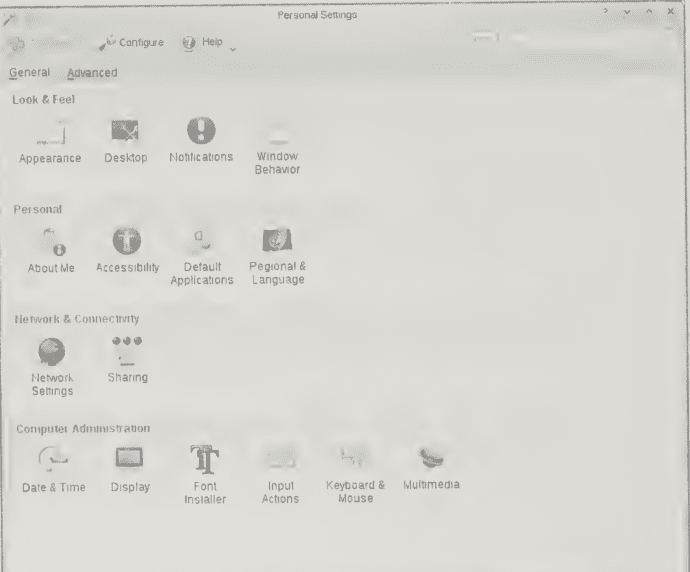 Personal Settings
Configure Help
General Advanced
Look & Feel
Appearance Desktop Notifications Window Behavior
Personal
About Me Accessibility Default Applications Pegional & Language
Network & Connectivity
Network Settings Sharing
Computer Administration
Date & Time Display Font Installer Input Actions Keyboard & Mouse Multimedia